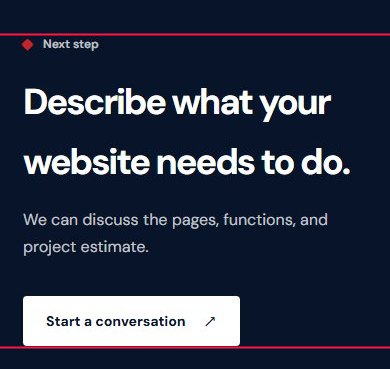 Next step
Describe what your
website needs to do.
We can discuss the pages, functions, and
project estimate.
Start a conversation ↗